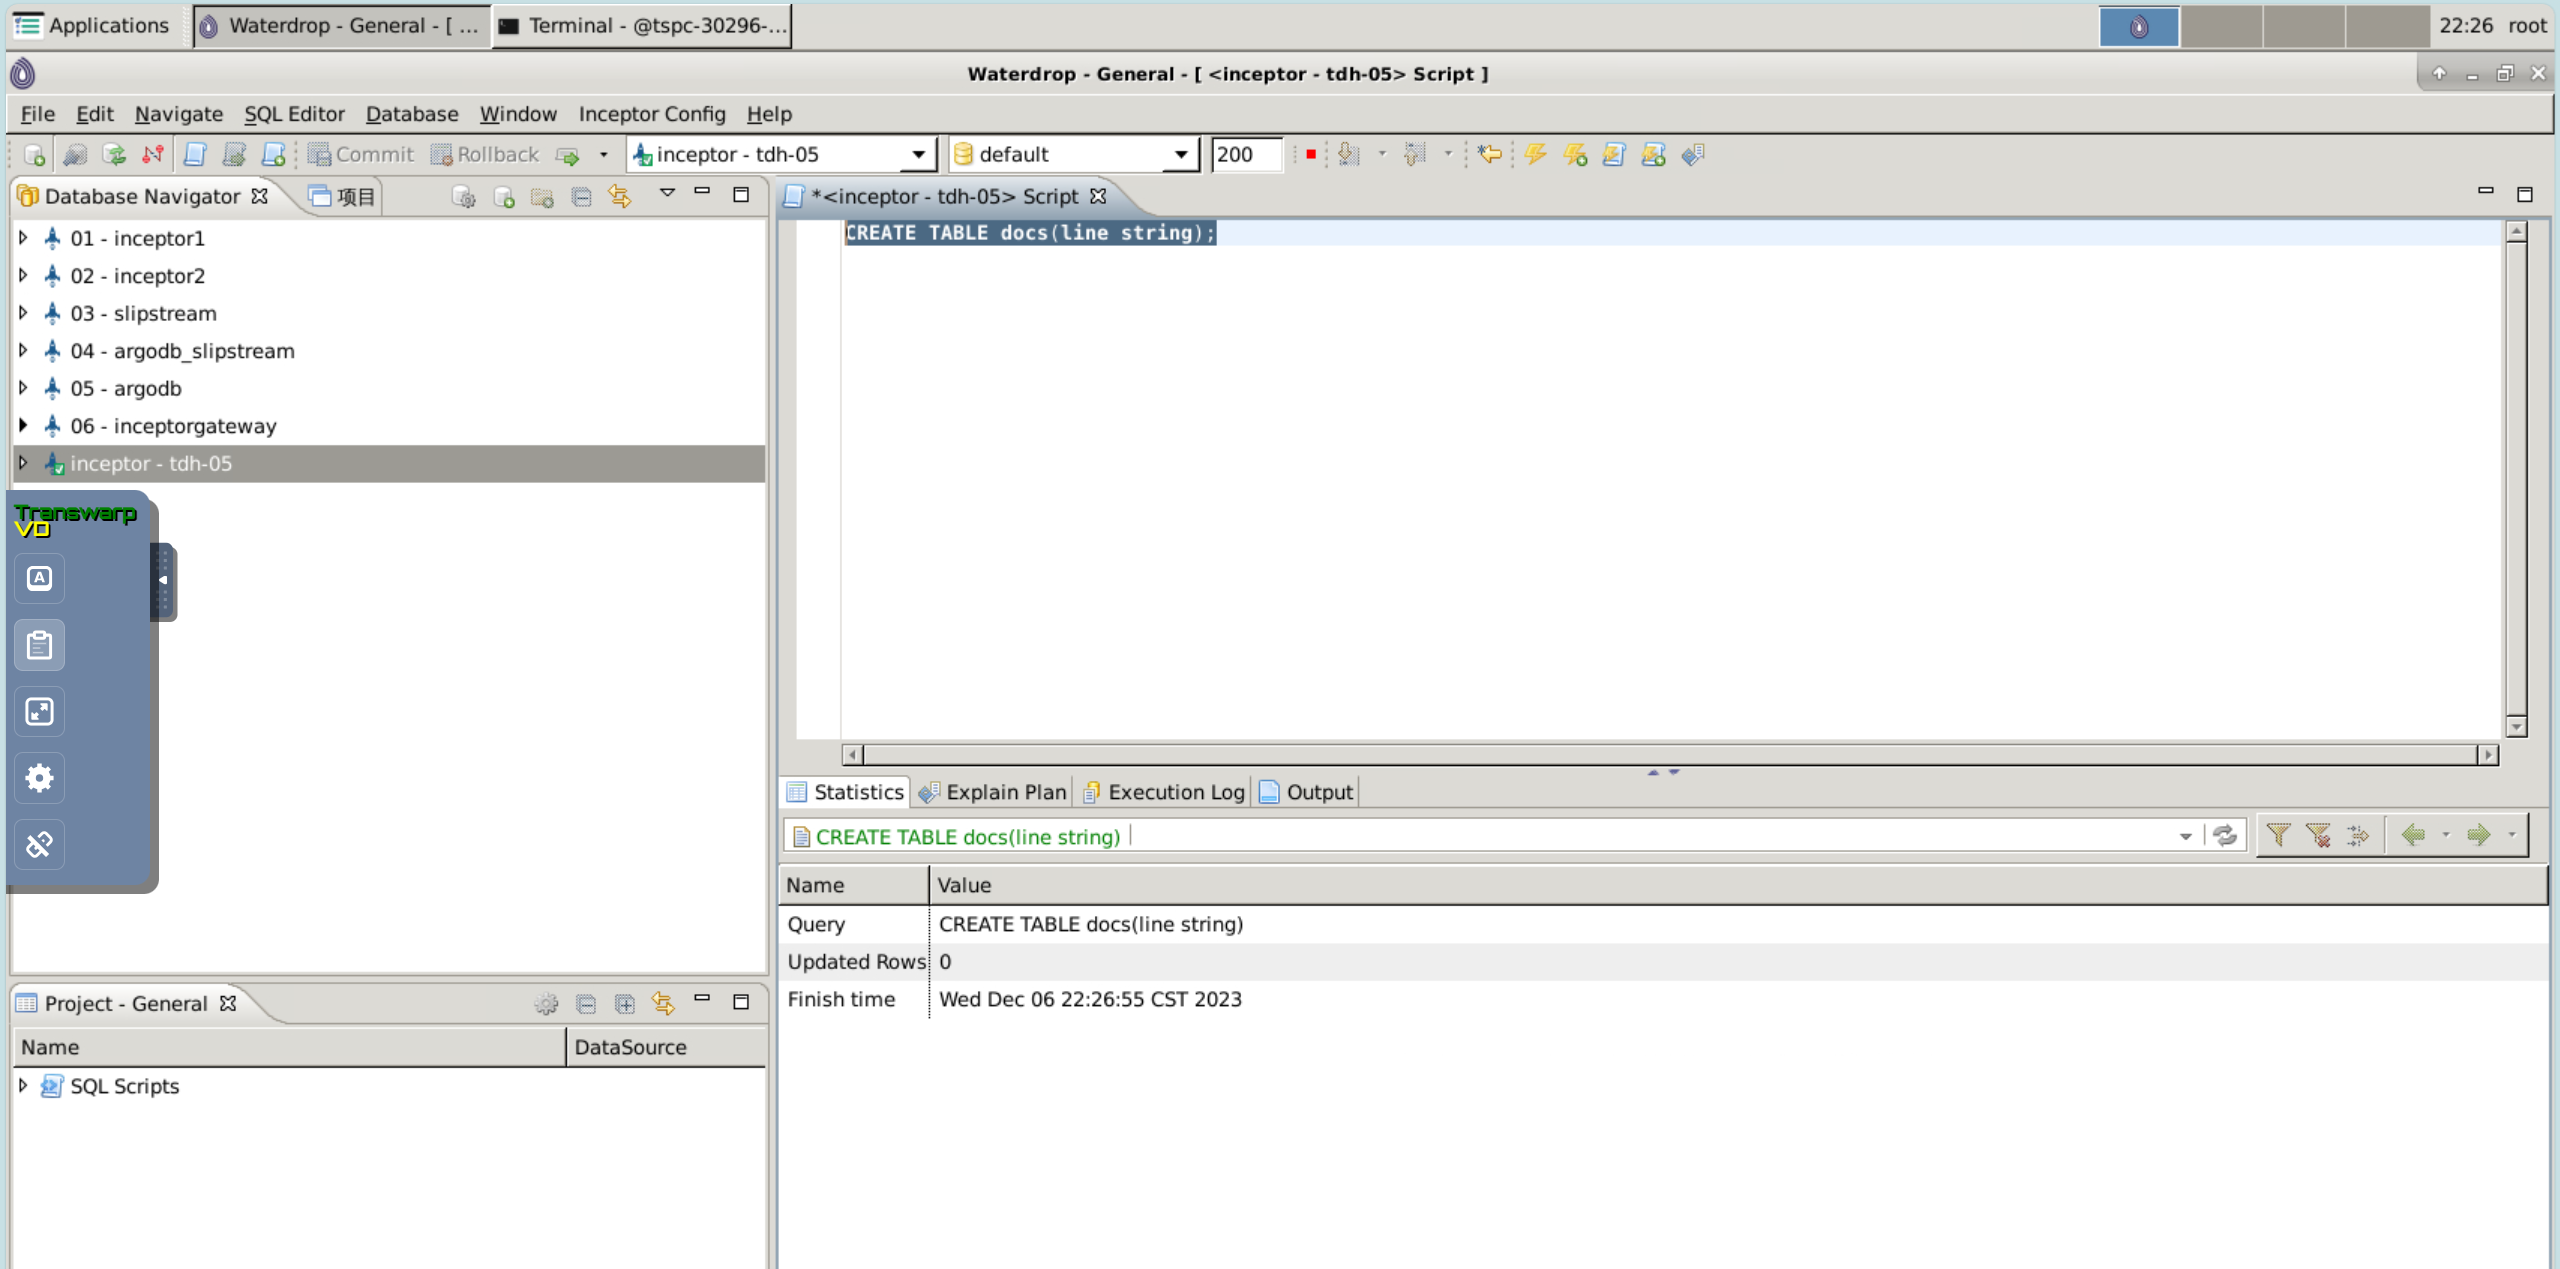 Applications
Waterdrop - General - [ ...
Terminal - @tspc-30296-...
22:26 root
Waterdrop - General - [ <inceptor - tdh-05> Script ]
File Edit Navigate SQL Editor Database Window Inceptor Config Help
Commit Rollback inceptor - tdh-05 default 200
Database Navigator 项目
*<inceptor - tdh-05> Script
CREATE TABLE docs(line string);
01 - inceptor1
02 - inceptor2
03 - slipstream
04 - argodb_slipstream
05 - argodb
06 - inceptorgateway
inceptor - tdh-05
Transwarp
VD
A
Statistics Explain Plan Execution Log Output
CREATE TABLE docs(line string)
Name Value
Query CREATE TABLE docs(line string)
Updated Rows 0
Finish time Wed Dec 06 22:26:55 CST 2023
Project - General
Name DataSource
SQL Scripts